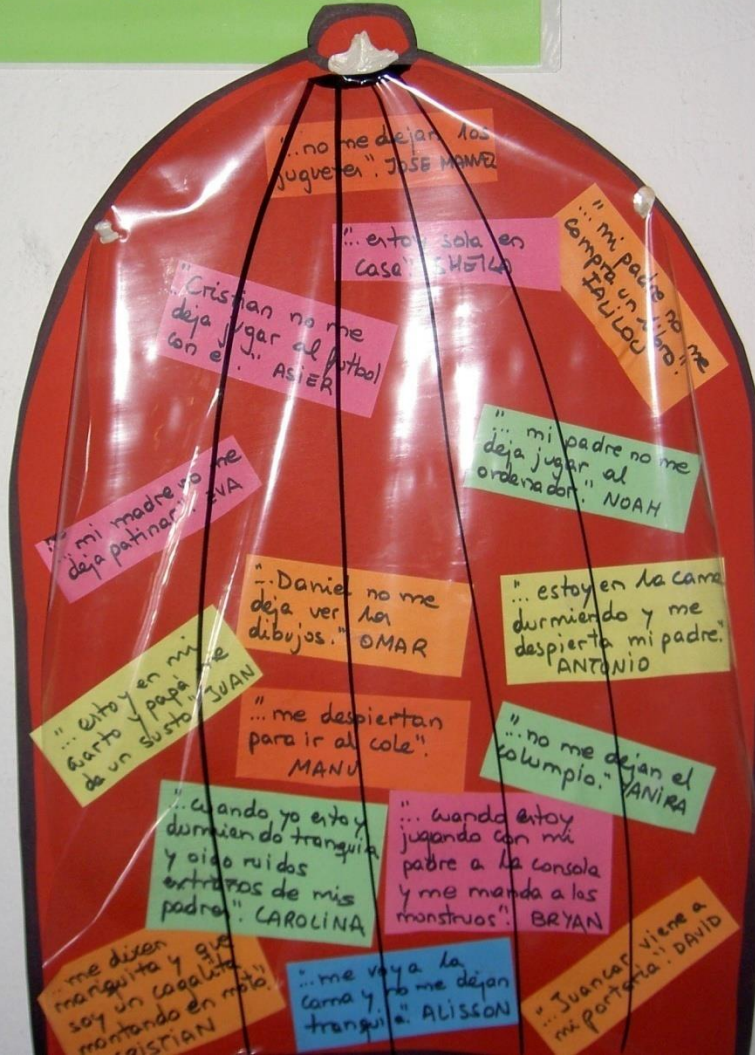 "...no me dejan los
juguetes". JOSE MANUEL
"...estoy sola en
casa". SHEILA
"... mi padre no me
compra un libro."
TALILOU
"Cristian no me
deja jugar al futbol
con el." ASIER
"... mi padre no me
deja jugar al
ordenador." NOAH
"... mi madre no me
deja patinar". EVA
"...Daniel no me
deja ver los
dibujos." OMAR
"... estoy en la cama
durmiendo y me
despierta mi padre."
ANTONIO
"... estoy en mi
cuarto y papá me
da un susto" JUAN
"...me despiertan
para ir al cole".
MANU
"...no me dejan el
columpio." YANIRA
"...cuando yo estoy
durmiendo tranquila
y oigo ruidos
extraños de mis
padres". CAROLINA
"... cuando estoy
jugando con mi
padre a la consola
y me manda a los
monstruos". BRYAN
"...me dicen
mariquita y que
soy un cagalita
montando en moto".
CRISTIAN
"...me voy a la
cama y no me dejan
tranquila." ALISSON
"...Juancar viene a
mi portería". DAVID